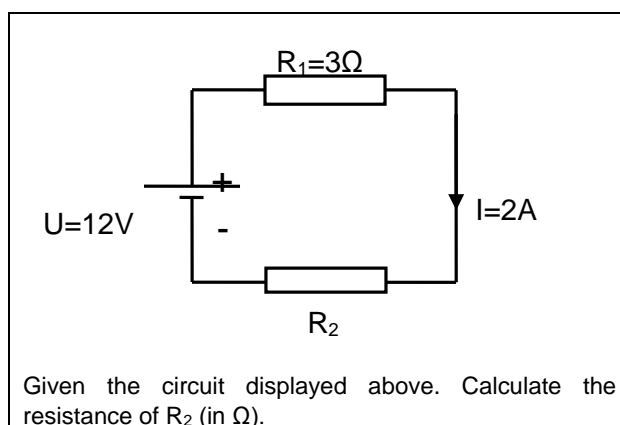 R₁=3Ω
+
U=12V
-
I=2A
R₂
Given the circuit displayed above. Calculate the
resistance of R₂ (in Ω).